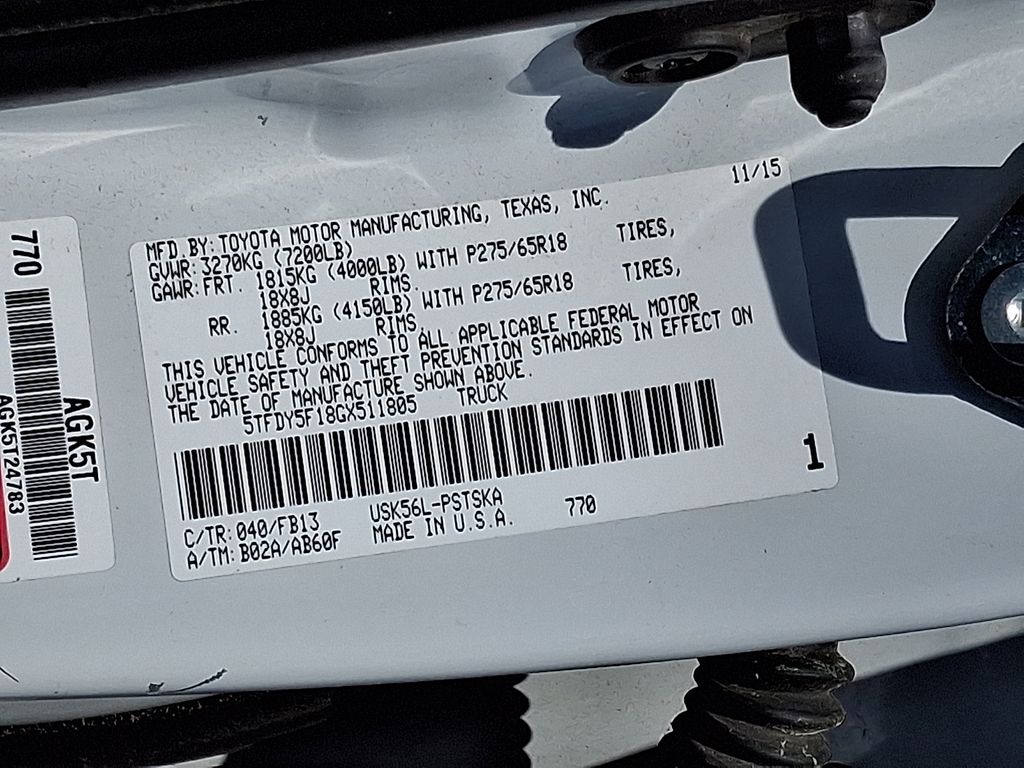 770
AGK5T
AGK5T24783
11/15
MFD. BY: TOYOTA MOTOR MANUFACTURING, TEXAS, INC.
GVWR: 3270KG (7200LB)
GAWR: FRT. 1815KG (4000LB) WITH P275/65R18 TIRES,
18X8J RIMS.
RR. 1885KG (4150LB) WITH P275/65R18 TIRES,
18X8J RIMS.
THIS VEHICLE CONFORMS TO ALL APPLICABLE FEDERAL MOTOR
VEHICLE SAFETY AND THEFT PREVENTION STANDARDS IN EFFECT ON
THE DATE OF MANUFACTURE SHOWN ABOVE.
5TFDY5F18GX511805 TRUCK
1
C/TR: 040/FB13 USK56L-PSTSKA 770
A/TM: B02A/AB60F MADE IN U.S.A.